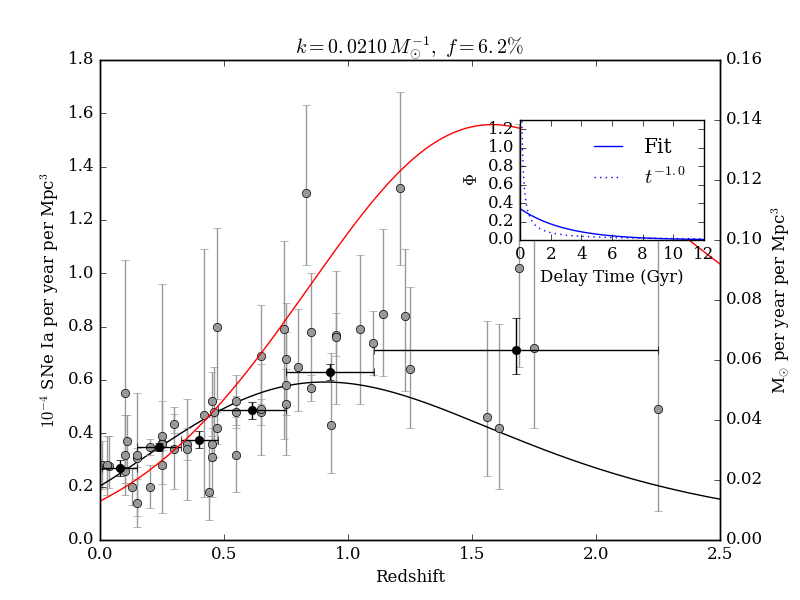 k = 0.0210 M⊙⁻¹, f = 6.2%
10⁻⁴ SNe Ia per year per Mpc³
1.8
1.6
1.4
1.2
1.0
0.8
0.6
0.4
0.2
0.0
0.0 0.5 1.0 1.5 2.0 2.5
Redshift
0.16
0.14
0.12
0.10
0.08
0.06
0.04
0.02
0.00
M⊙ per year per Mpc³
Φ
1.2
1.0
0.8
0.6
0.4
0.2
0.0
0 2 4 6 8 10 12
Delay Time (Gyr)
Fit
t⁻¹·⁰